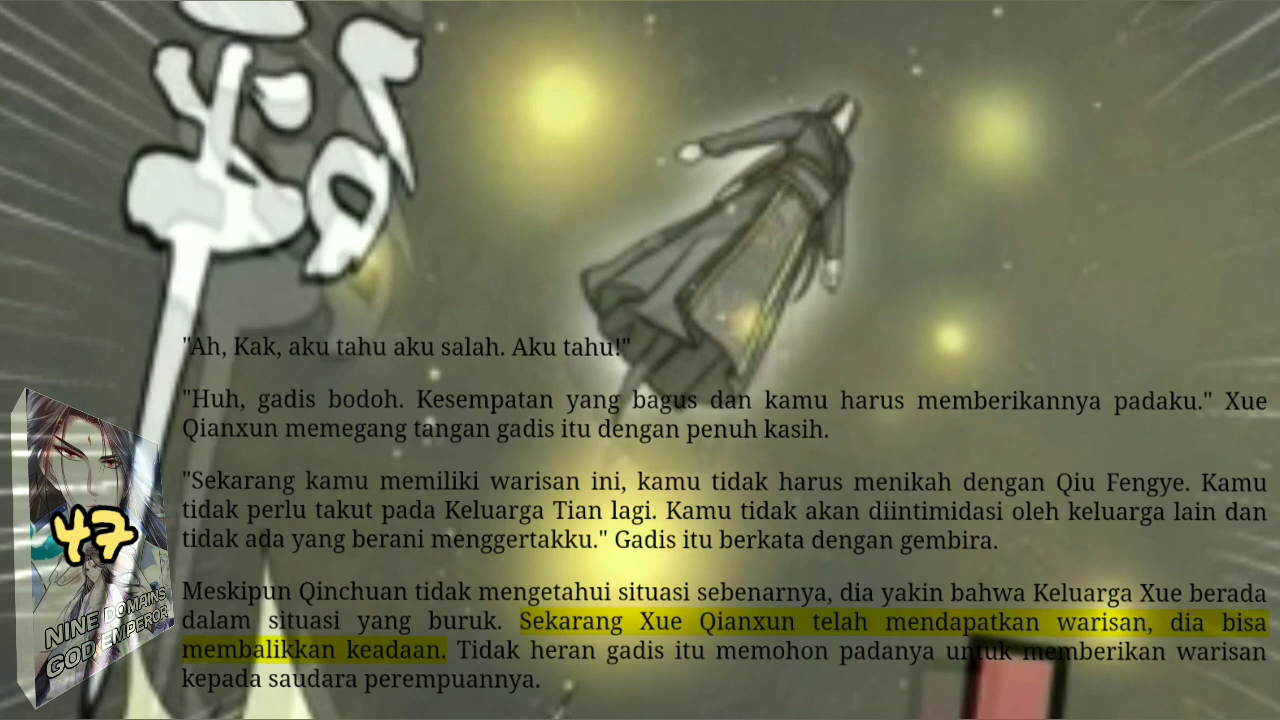 "Ah, Kak, aku tahu aku salah. Aku tahu!"
"Huh, gadis bodoh. Kesempatan yang bagus dan kamu harus memberikannya padaku." Xue
Qianxun memegang tangan gadis itu dengan penuh kasih.
"Sekarang kamu memiliki warisan ini, kamu tidak harus menikah dengan Qiu Fengye. Kamu
tidak perlu takut pada Keluarga Tian lagi. Kamu tidak akan diintimidasi oleh keluarga lain dan
tidak ada yang berani menggertakku." Gadis itu berkata dengan gembira.
Meskipun Qinchuan tidak mengetahui situasi sebenarnya, dia yakin bahwa Keluarga Xue berada
dalam situasi yang buruk. Sekarang Xue Qianxun telah mendapatkan warisan, dia bisa
membalikkan keadaan. Tidak heran gadis itu memohon padanya untuk memberikan warisan
kepada saudara perempuannya.
47
NINE DOMAINS
GOD EMPEROR